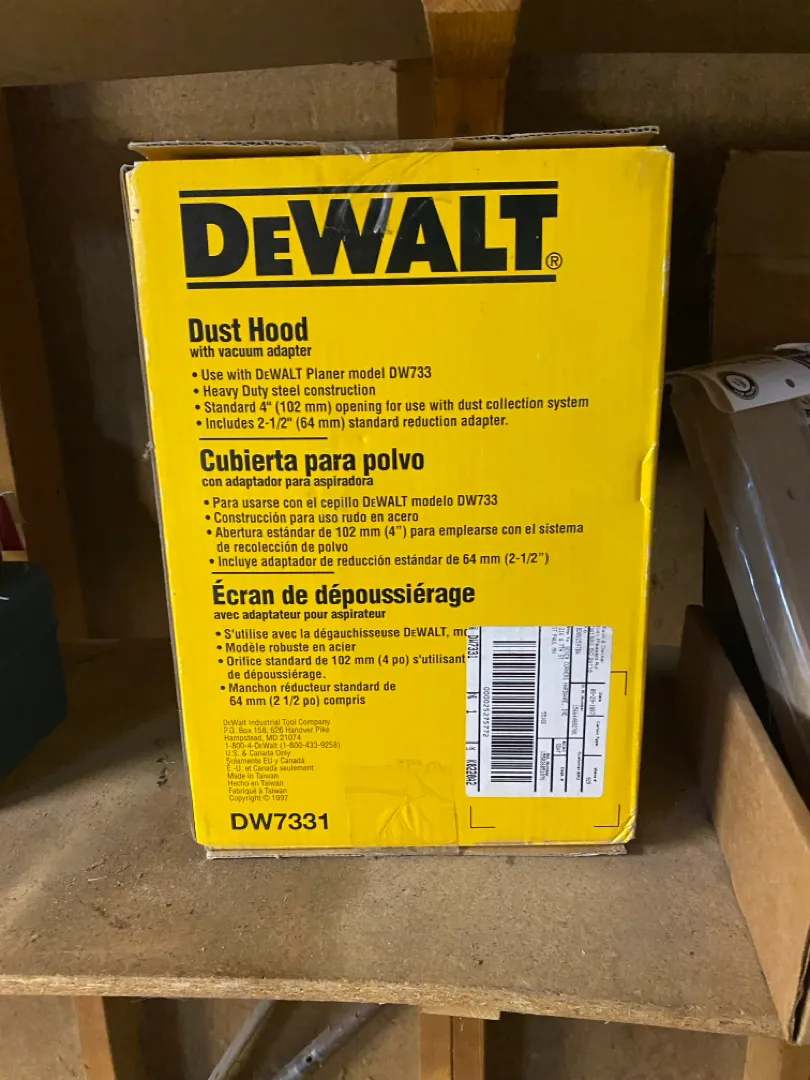 DEWALT®
Dust Hood
with vacuum adapter
• Use with DEWALT Planer model DW733
• Heavy Duty steel construction
• Standard 4" (102 mm) opening for use with dust collection system
• Includes 2-1/2" (64 mm) standard reduction adapter.
Cubierta para polvo
con adaptador para aspiradora
• Para usarse con el cepillo DEWALT modelo DW733
• Construcción para uso rudo en acero
• Abertura estándar de 102 mm (4") para emplearse con el sistema
de recolección de polvo
• Incluye adaptador de reducción estándar de 64 mm (2-1/2")
Écran de dépoussiérage
avec adaptateur pour aspirateur
• S'utilise avec la dégauchisseuse DEWALT,
• Modèle robuste en acier
• Orifice standard de 102 mm (4 po) s'utilisant
de dépoussiérage.
• Manchon réducteur standard de
64 mm (2 1/2 po) compris
DeWalt Industrial Tool Company
P.O. Box 158, 626 Hanover Pike
Hampstead, MD 21074
1-800-4-DeWalt (1-800-433-9258)
U.S. & Canada Only
Solamente EU y Canadá
É.-U. et Canada seulement
Made in Taiwan
Hecho en Taiwan
Fabriqué à Taiwan
Copyright © 1997
DW7331
DW7331
000025275772